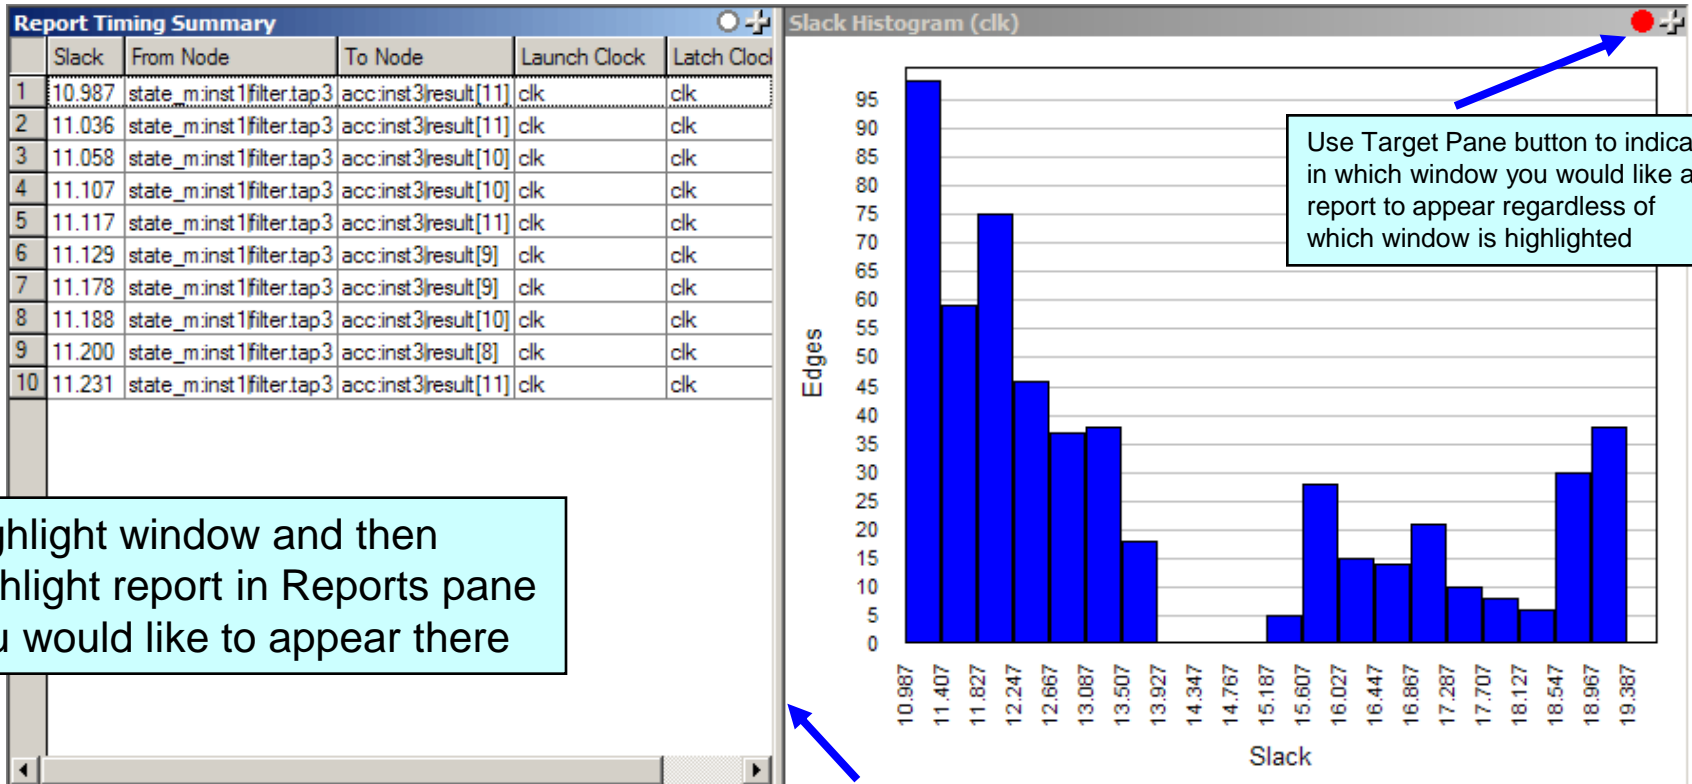 Report Timing Summary
Slack From Node To Node Launch Clock Latch Clock
1 10.987 state_m:inst1|filter.tap3 acc:inst3|result[11] clk clk
2 11.036 state_m:inst1|filter.tap3 acc:inst3|result[11] clk clk
3 11.058 state_m:inst1|filter.tap3 acc:inst3|result[10] clk clk
4 11.107 state_m:inst1|filter.tap3 acc:inst3|result[10] clk clk
5 11.117 state_m:inst1|filter.tap3 acc:inst3|result[11] clk clk
6 11.129 state_m:inst1|filter.tap3 acc:inst3|result[9] clk clk
7 11.178 state_m:inst1|filter.tap3 acc:inst3|result[9] clk clk
8 11.188 state_m:inst1|filter.tap3 acc:inst3|result[10] clk clk
9 11.200 state_m:inst1|filter.tap3 acc:inst3|result[8] clk clk
10 11.231 state_m:inst1|filter.tap3 acc:inst3|result[11] clk clk
ghlight window and then
hlight report in Reports pane
u would like to appear there
Slack Histogram (clk)
Use Target Pane button to indica
in which window you would like a
report to appear regardless of
which window is highlighted
Edges
95
90
85
80
75
70
65
60
55
50
45
40
35
30
25
20
15
10
5
0
10.987
11.407
11.827
12.247
12.667
13.087
13.507
13.927
14.347
14.767
15.187
15.607
16.027
16.447
16.867
17.287
17.707
18.127
18.547
18.967
19.387
Slack